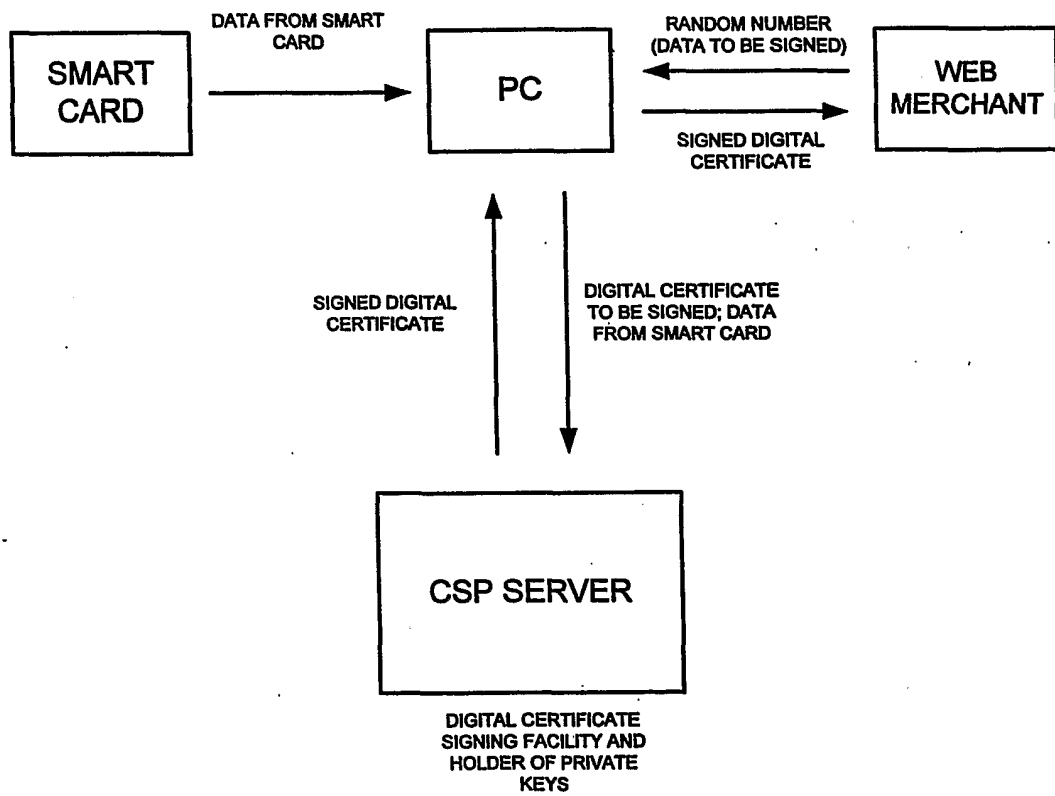 DATA FROM SMART
CARD
SMART
CARD
PC
RANDOM NUMBER
(DATA TO BE SIGNED)
SIGNED DIGITAL
CERTIFICATE
WEB
MERCHANT
SIGNED DIGITAL
CERTIFICATE
DIGITAL CERTIFICATE
TO BE SIGNED; DATA
FROM SMART CARD
CSP SERVER
DIGITAL CERTIFICATE
SIGNING FACILITY AND
HOLDER OF PRIVATE
KEYS